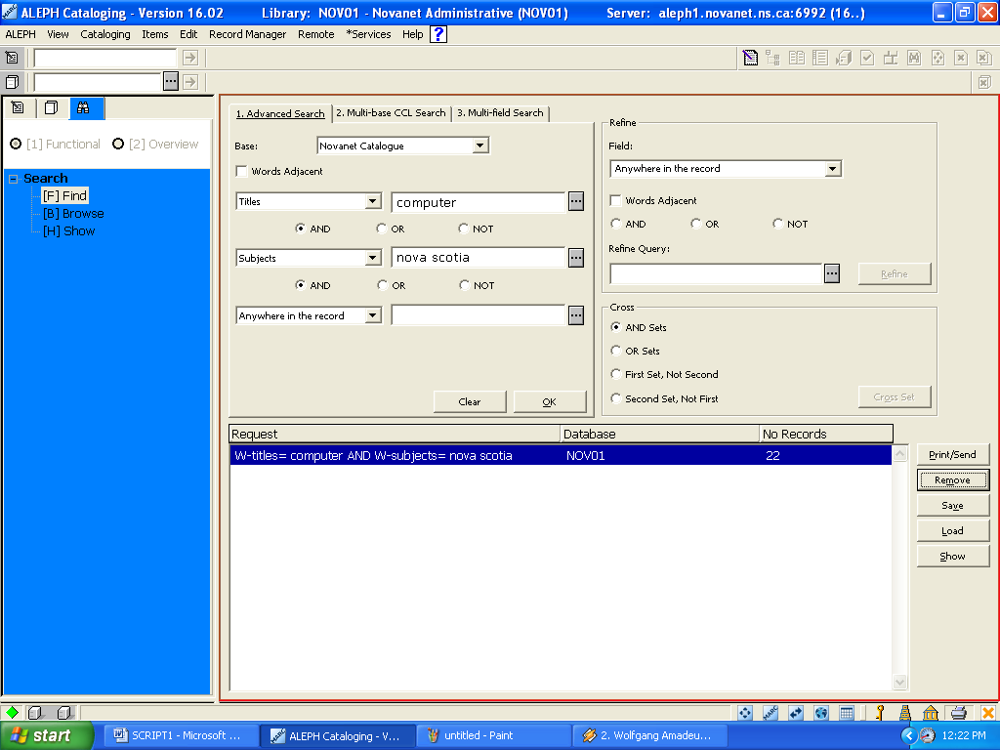 ALEPH Cataloging - Version 16.02 Library: NOV01 - Novanet Administrative (NOV01) Server: aleph1.novanet.ns.ca:6992 (16..)
ALEPH View Cataloging Items Edit Record Manager Remote *Services Help ?
[1] Functional [2] Overview
Search
[F] Find
[B] Browse
[H] Show
1. Advanced Search 2. Multi-base CCL Search 3. Multi-field Search
Base: Novanet Catalogue
Words Adjacent
Titles computer
AND OR NOT
Subjects nova scotia
AND OR NOT
Anywhere in the record
Clear OK
Refine
Field:
Anywhere in the record
Words Adjacent
AND OR NOT
Refine Query:
Refine
Cross
AND Sets
OR Sets
First Set, Not Second
Second Set, Not First
Cross Set
Request Database No Records
W-titles= computer AND W-subjects= nova scotia NOV01 22
Print/Send
Remove
Save
Load
Show
start SCRIPT1 - Microsoft ... ALEPH Cataloging - V... untitled - Paint 2. Wolfgang Amadeu... 12:22 PM